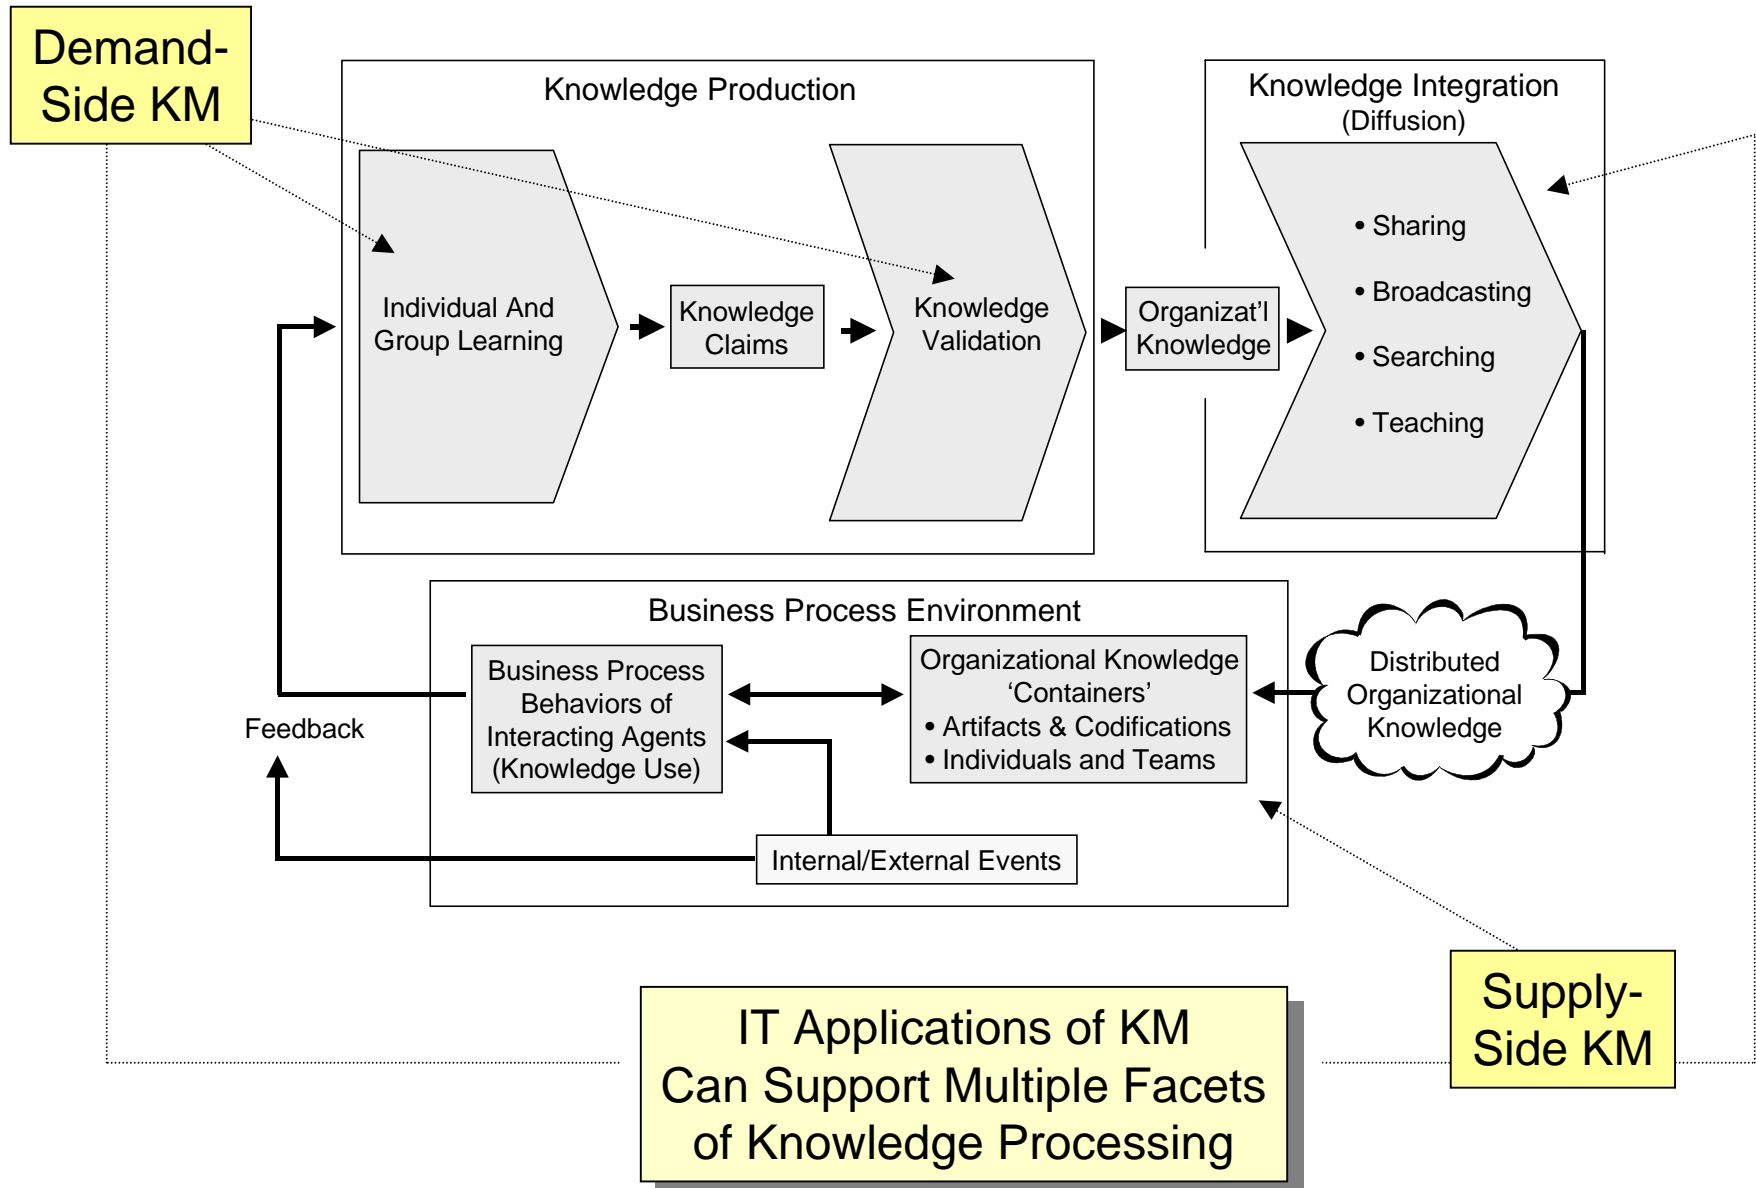 Demand-
Side KM
Knowledge Production
Knowledge Integration
(Diffusion)
Individual And
Group Learning
Knowledge
Claims
Knowledge
Validation
Organizat'l
Knowledge
• Sharing
• Broadcasting
• Searching
• Teaching
Business Process Environment
Business Process
Behaviors of
Interacting Agents
(Knowledge Use)
Organizational Knowledge
‘Containers’
• Artifacts & Codifications
• Individuals and Teams
Distributed
Organizational
Knowledge
Feedback
Internal/External Events
Supply-
Side KM
IT Applications of KM
Can Support Multiple Facets
of Knowledge Processing